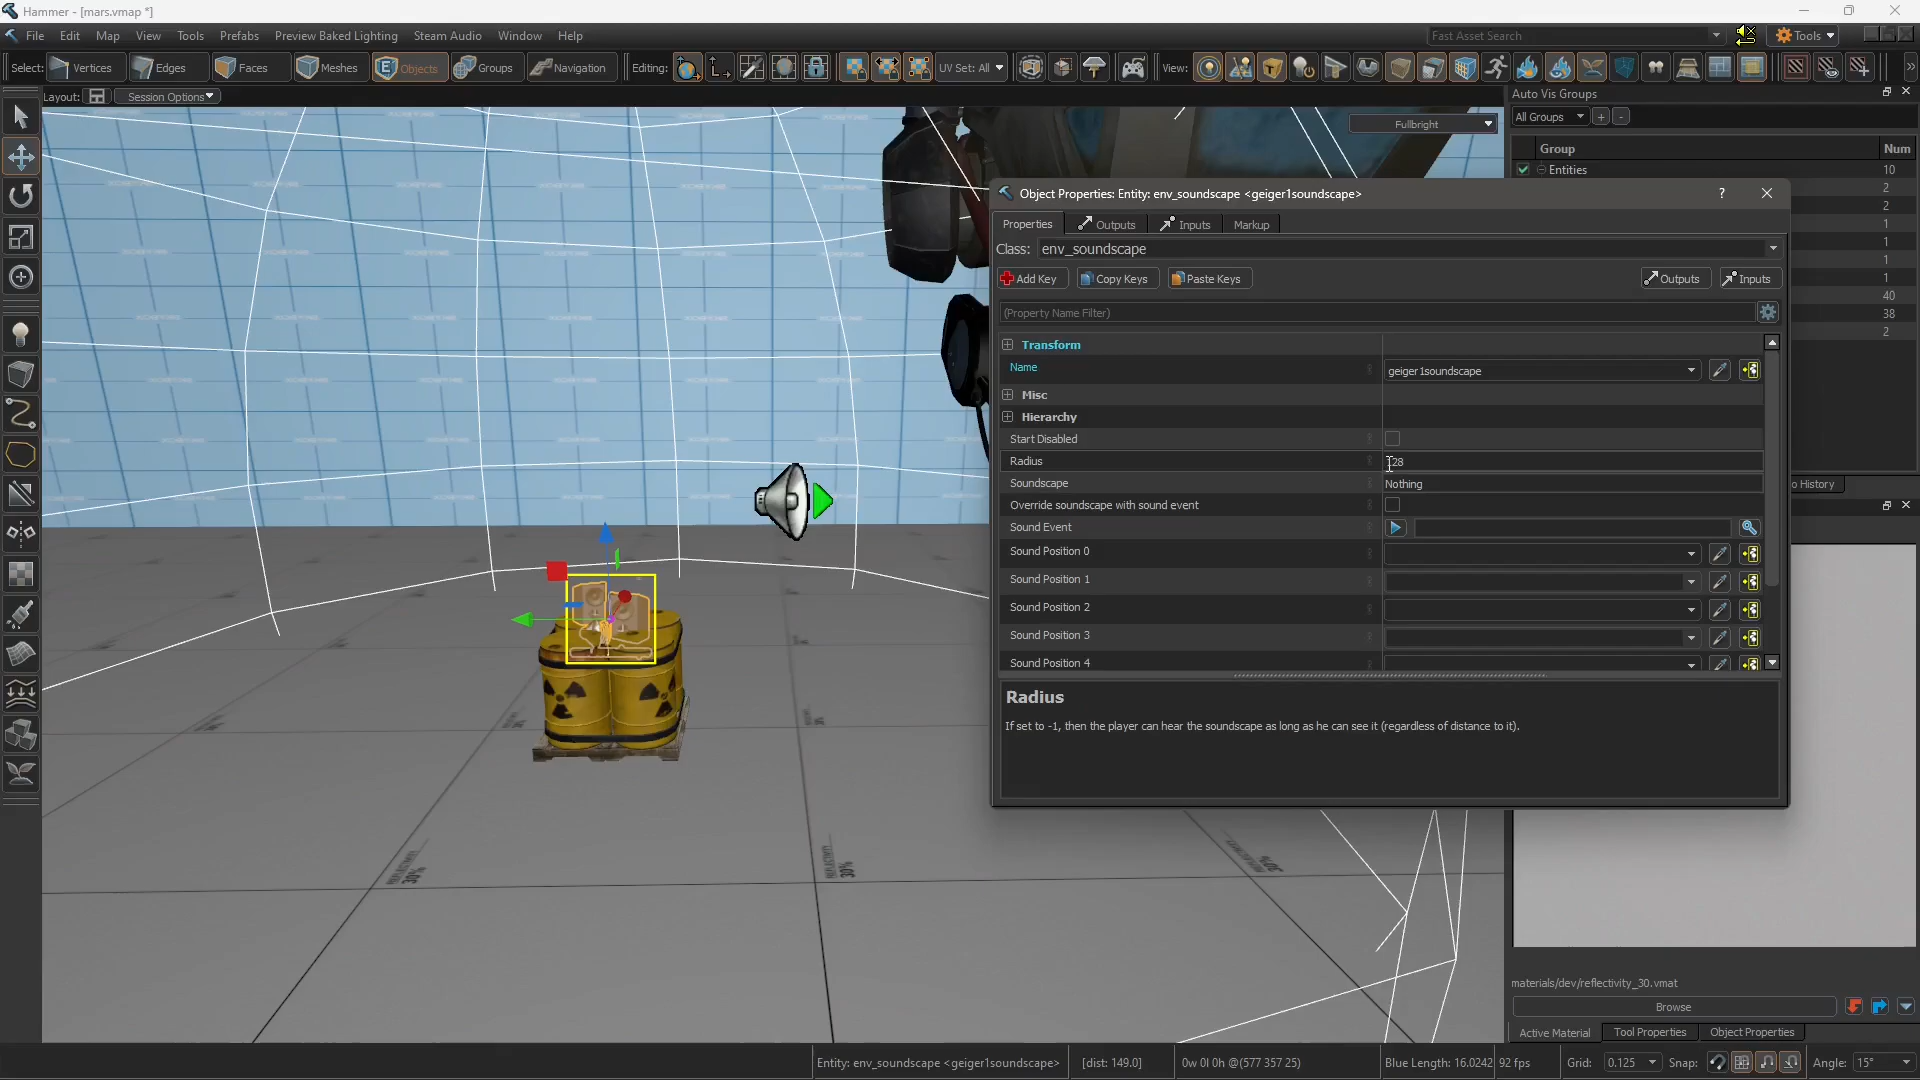 Hammer - [mars.vmap *]
File Edit Map View Tools Prefabs Preview Baked Lighting Steam Audio Window Help
Fast Asset Search
Tools
Select: Vertices Edges Faces Meshes Objects Groups Navigation Editing: UV Set: All View:
Layout: Session Options
Auto Vis Groups
All Groups + -
Fullbright
Group Num
Entities 10
2
2
1
1
1
1
40
38
2
Object Properties: Entity: env_soundscape <geiger1soundscape>
Properties Outputs Inputs Markup
Class: env_soundscape
Add Key Copy Keys Paste Keys Outputs Inputs
(Property Name Filter)
Transform
Name geiger1soundscape
Misc
Hierarchy
Start Disabled
Radius 128
Soundscape Nothing
Override soundscape with sound event
Sound Event
Sound Position 0
Sound Position 1
Sound Position 2
Sound Position 3
Sound Position 4
Radius
If set to -1, then the player can hear the soundscape as long as he can see it (regardless of distance to it).
o History
REFLECTIVITY
30%
REFLECTIVITY
30%
materials/dev/reflectivity_30.vmat
Browse
Active Material Tool Properties Object Properties
Entity: env_soundscape <geiger1soundscape> [dist: 149.0] 0w 0l 0h @(577 357 25) Blue Length: 16.0242 92 fps Grid: 0.125 Snap: Angle: 15°